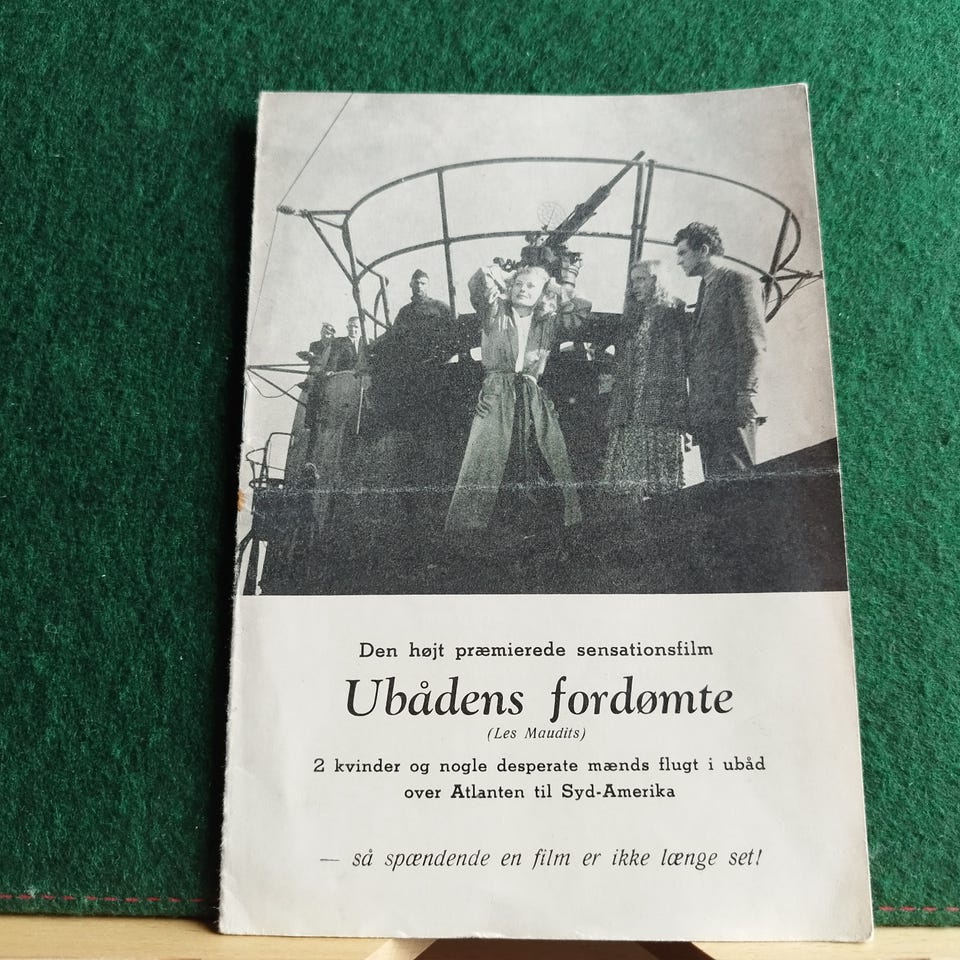 Den højt præmierede sensationsfilm
Ubådens fordømte
(Les Maudits)
2 kvinder og nogle desperate mænds flugt i ubåd
over Atlanten til Syd-Amerika
— så spændende en film er ikke længe set!